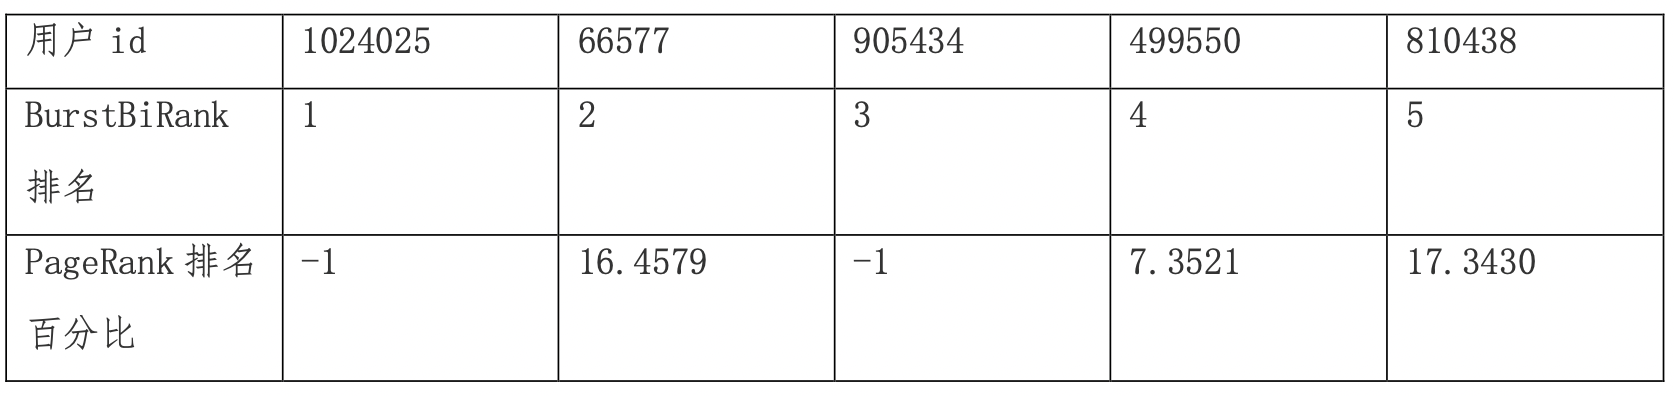 用户 id 1024025 66577 905434 499550 810438
BurstBiRank 1 2 3 4 5
排名
PageRank 排名 -1 16.4579 -1 7.3521 17.3430
百分比